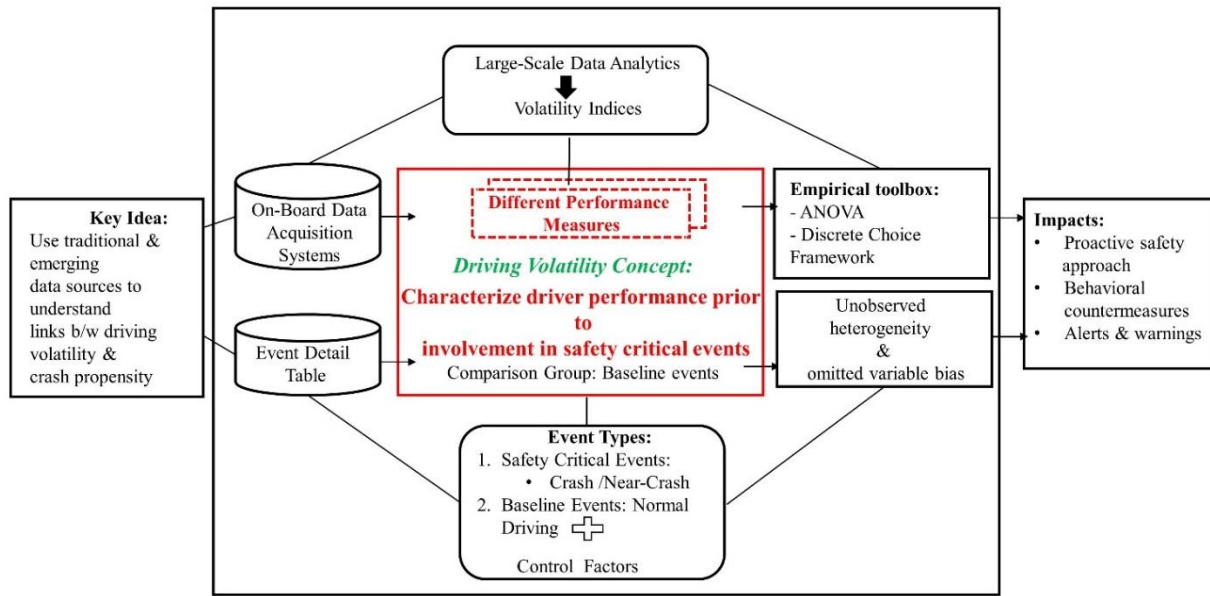 Large-Scale Data Analytics
Volatility Indices
Key Idea:
Use traditional &
emerging
data sources to
understand
links b/w driving
volatility &
crash propensity
On-Board Data
Acquisition
Systems
Event Detail
Table
Different Performance
Measures
Driving Volatility Concept:
Characterize driver performance prior
to
involvement in safety critical events
Comparison Group: Baseline events
Empirical toolbox:
- ANOVA
- Discrete Choice
Framework
Unobserved
heterogeneity
&
omitted variable bias
Impacts:
• Proactive safety
approach
• Behavioral
countermeasures
• Alerts & warnings
Event Types:
1. Safety Critical Events:
• Crash /Near-Crash
2. Baseline Events: Normal
Driving
Control Factors